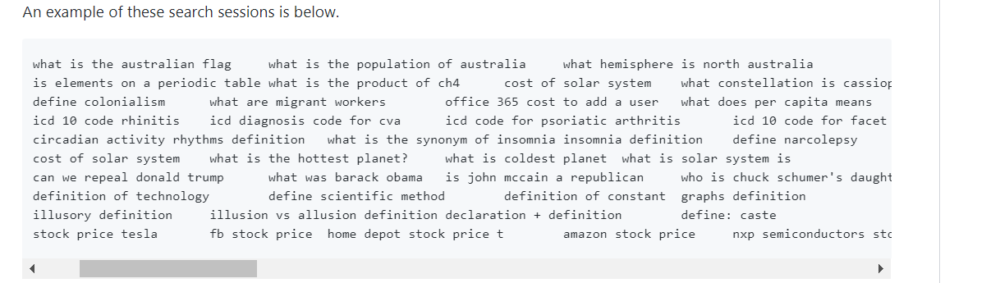 An example of these search sessions is below.
what is the australian flag what is the population of australia what hemisphere is north australia
is elements on a periodic table what is the product of ch4 cost of solar system what constellation is cassiop
define colonialism what are migrant workers office 365 cost to add a user what does per capita means
icd 10 code rhinitis icd diagnosis code for cva icd code for psoriatic arthritis icd 10 code for facet
circadian activity rhythms definition what is the synonym of insomnia insomnia definition define narcolepsy
cost of solar system what is the hottest planet? what is coldest planet what is solar system is
can we repeal donald trump what was barack obama is john mccain a republican who is chuck schumer's daught
definition of technology define scientific method definition of constant graphs definition
illusory definition illusion vs allusion definition declaration + definition define: caste
stock price tesla fb stock price home depot stock price t amazon stock price nxp semiconductors sto